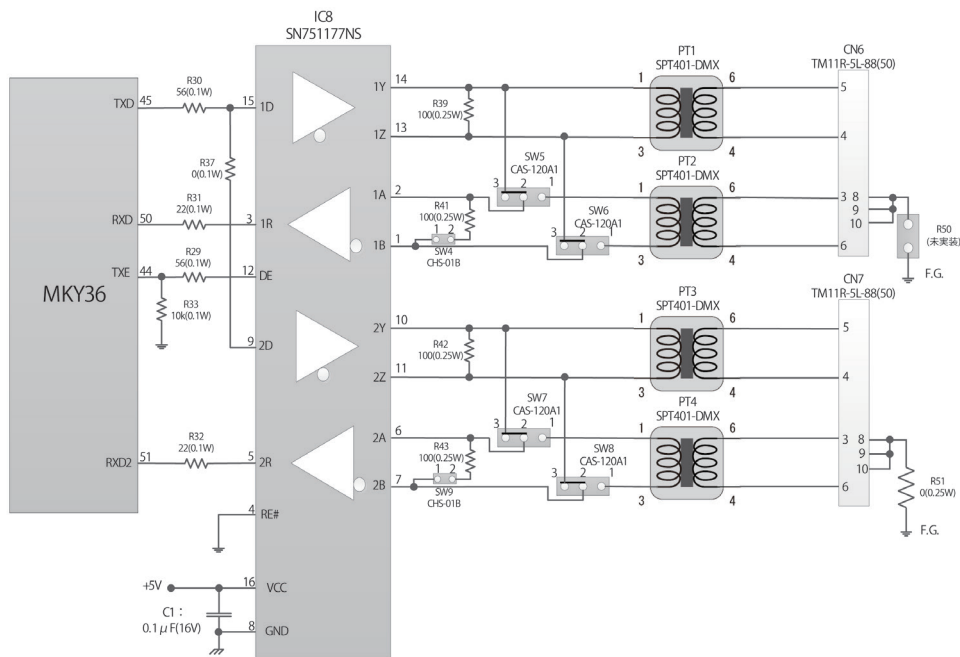 IC8
SN751177NS
MKY36
TXD 45
R30
56(0.1W)
15 1D
R37
0(0.1W)
RXD 50
R31
22(0.1W)
3 1R
TXE 44
R29
56(0.1W)
12 DE
R33
10k(0.1W)
9 2D
RXD2 51
R32
22(0.1W)
5 2R
4 RE#
+5V
16 VCC
C1：
0.1μF(16V)
8 GND
1Y 14
1Z 13
R39
100(0.25W)
1A 2
1B 1
R41
100(0.25W)
1 2
SW4
CHS-01B
SW5
CAS-120A1
3 2 1
SW6
CAS-120A1
3 2 1
PT1
SPT401-DMX
1 6
3 4
PT2
SPT401-DMX
1 6
3 4
CN6
TM11R-5L-88(50)
5
4
3 8
9
10
6
R50
(未実装)
F.G.
2Y 10
2Z 11
R42
100(0.25W)
2A 6
2B 7
R43
100(0.25W)
1 2
SW9
CHS-01B
SW7
CAS-120A1
3 2 1
SW8
CAS-120A1
3 2 1
PT3
SPT401-DMX
1 6
3 4
PT4
SPT401-DMX
1 6
3 4
CN7
TM11R-5L-88(50)
5
4
3 8
9
10
6
R51
0(0.25W)
F.G.